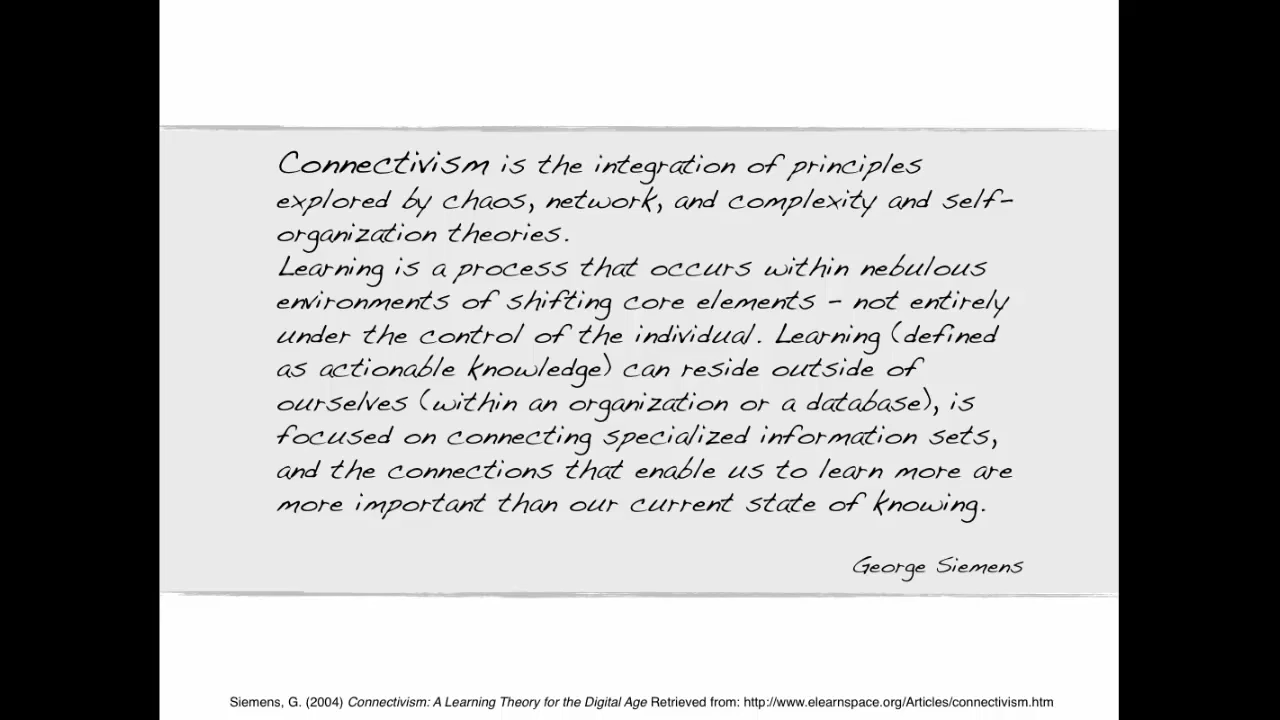 Connectivism is the integration of principles
explored by chaos, network, and complexity and self-
organization theories.
Learning is a process that occurs within nebulous
environments of shifting core elements - not entirely
under the control of the individual. Learning (defined
as actionable knowledge) can reside outside of
ourselves (within an organization or a database), is
focused on connecting specialized information sets,
and the connections that enable us to learn more are
more important than our current state of knowing.
George Siemens
Siemens, G. (2004) Connectivism: A Learning Theory for the Digital Age Retrieved from: http://www.elearnspace.org/Articles/connectivism.htm